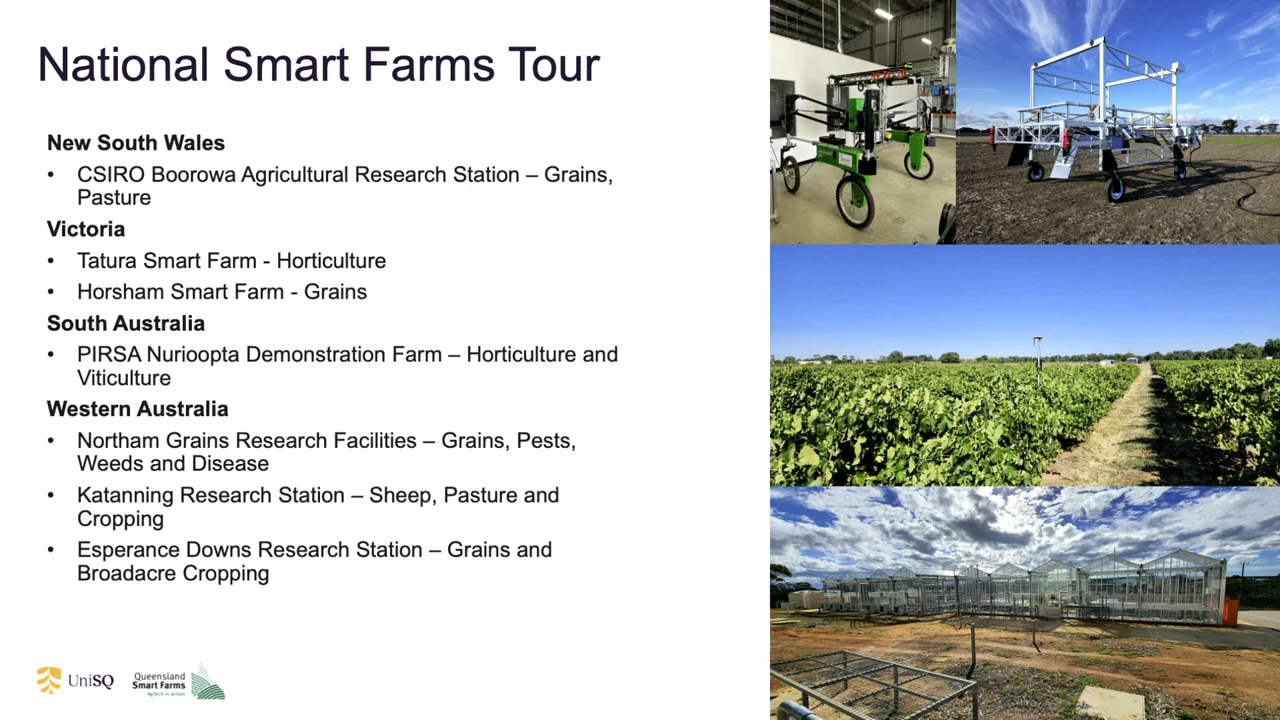 National Smart Farms Tour
New South Wales
• CSIRO Boorowa Agricultural Research Station – Grains,
Pasture
Victoria
• Tatura Smart Farm - Horticulture
• Horsham Smart Farm - Grains
South Australia
• PIRSA Nurioopta Demonstration Farm – Horticulture and
Viticulture
Western Australia
• Northam Grains Research Facilities – Grains, Pests,
Weeds and Disease
• Katanning Research Station – Sheep, Pasture and
Cropping
• Esperance Downs Research Station – Grains and
Broadacre Cropping
UniSQ
Queensland
Smart Farms
AgTech in action